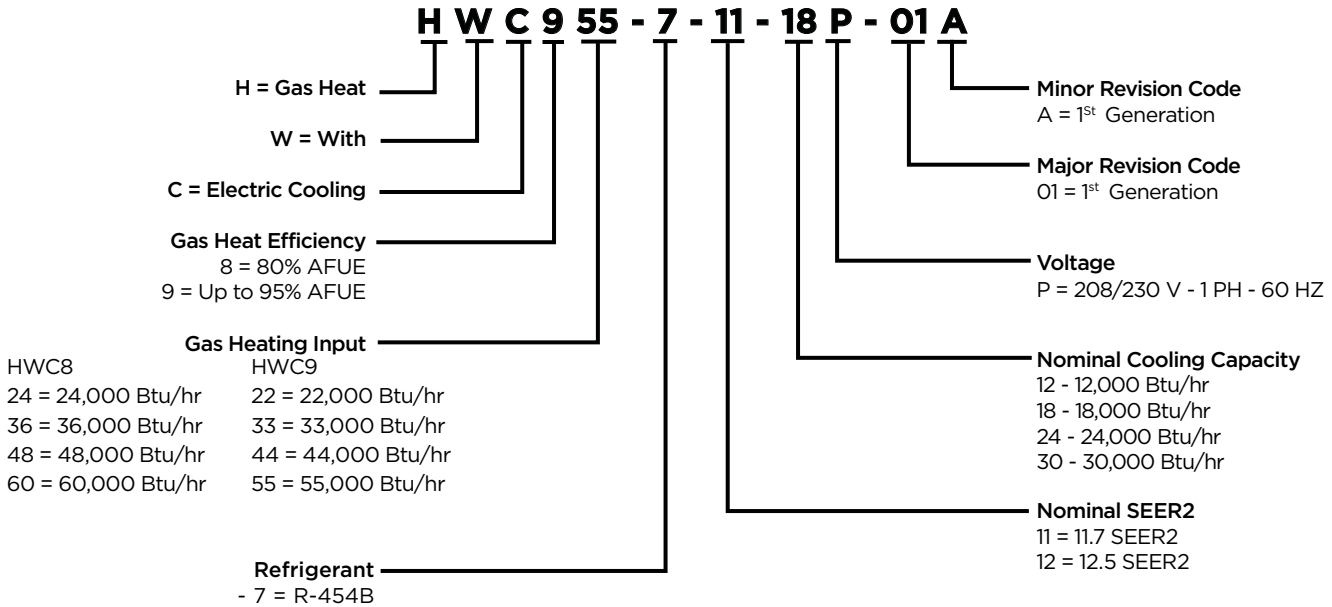 H W C 9 55 - 7 - 11 - 18 P - 01 A
H = Gas Heat
W = With
C = Electric Cooling
Gas Heat Efficiency
8 = 80% AFUE
9 = Up to 95% AFUE
Gas Heating Input
HWC8 HWC9
24 = 24,000 Btu/hr 22 = 22,000 Btu/hr
36 = 36,000 Btu/hr 33 = 33,000 Btu/hr
48 = 48,000 Btu/hr 44 = 44,000 Btu/hr
60 = 60,000 Btu/hr 55 = 55,000 Btu/hr
Refrigerant
- 7 = R-454B
Minor Revision Code
A = 1St Generation
Major Revision Code
01 = 1st Generation
Voltage
P = 208/230 V - 1 PH - 60 HZ
Nominal Cooling Capacity
12 - 12,000 Btu/hr
18 - 18,000 Btu/hr
24 - 24,000 Btu/hr
30 - 30,000 Btu/hr
Nominal SEER2
11 = 11.7 SEER2
12 = 12.5 SEER2